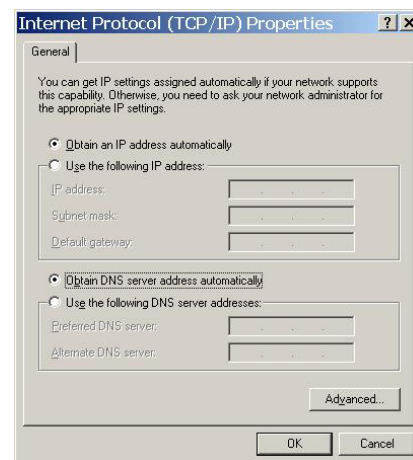 Internet Protocol (TCP/IP) Properties
General
You can get IP settings assigned automatically if your network supports
this capability. Otherwise, you need to ask your network administrator for
the appropriate IP settings.
Obtain an IP address automatically
Use the following IP address:
IP address:
Subnet mask:
Default gateway:
Obtain DNS server address automatically
Use the following DNS server addresses:
Preferred DNS server:
Alternate DNS server:
Advanced...
OK Cancel